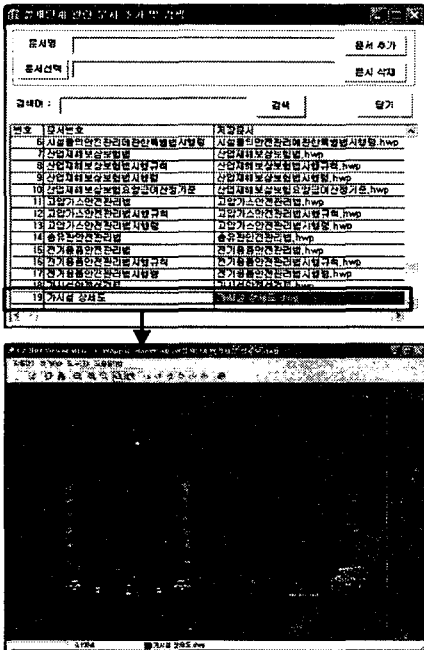 문서명
문서 추가
문서선택
문서 삭제
검색어 :
검색
닫기
번호 문서번호 저장문서
6 시설물의안전관리에관한특별법시행령 시설물의안전관리에관한특별법시행령.hwp
7 산업재해보상보험법 산업재해보상보험법.hwp
8 산업재해보상보험법시행규칙 산업재해보상보험법시행규칙.hwp
9 산업재해보상보험법시행령 산업재해보상보험법시행령.hwp
10 산업재해보상보험요양급여산정기준 산업재해보상보험요양급여산정기준.hwp
11 고압가스안전관리법 고압가스안전관리법.hwp
12 고압가스안전관리법시행규칙 고압가스안전관리법시행규칙.hwp
13 고압가스안전관리법시행령 고압가스안전관리법시행령.hwp
14 송유관안전관리법 송유관안전관리법.hwp
15 전기용품안전관리법 전기용품안전관리법.hwp
16 전기용품안전관리법시행규칙 전기용품안전관리법시행규칙.hwp
17 전기용품안전관리법시행령 전기용품안전관리법시행령.hwp
19 가시설 상세도 가시설 상세도.dwg
가시설 상세도.dwg